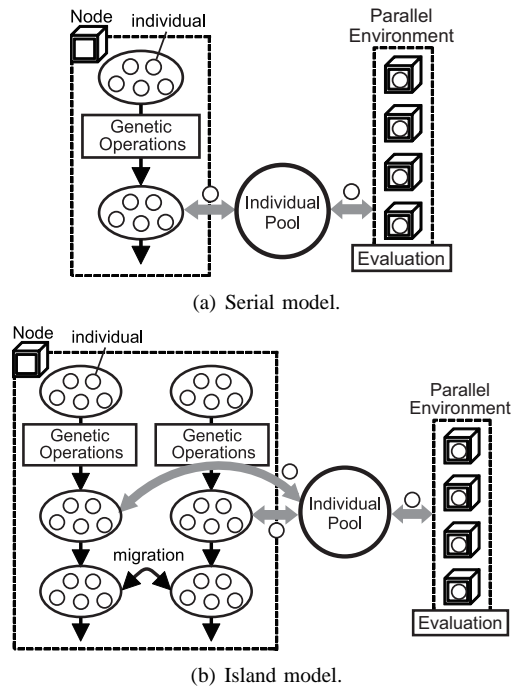 Node
individual
Parallel
Environment
Genetic
Operations
Individual
Pool
Evaluation
(a) Serial model.
Node
individual
Parallel
Environment
Genetic
Operations
Genetic
Operations
Individual
Pool
migration
Evaluation
(b) Island model.